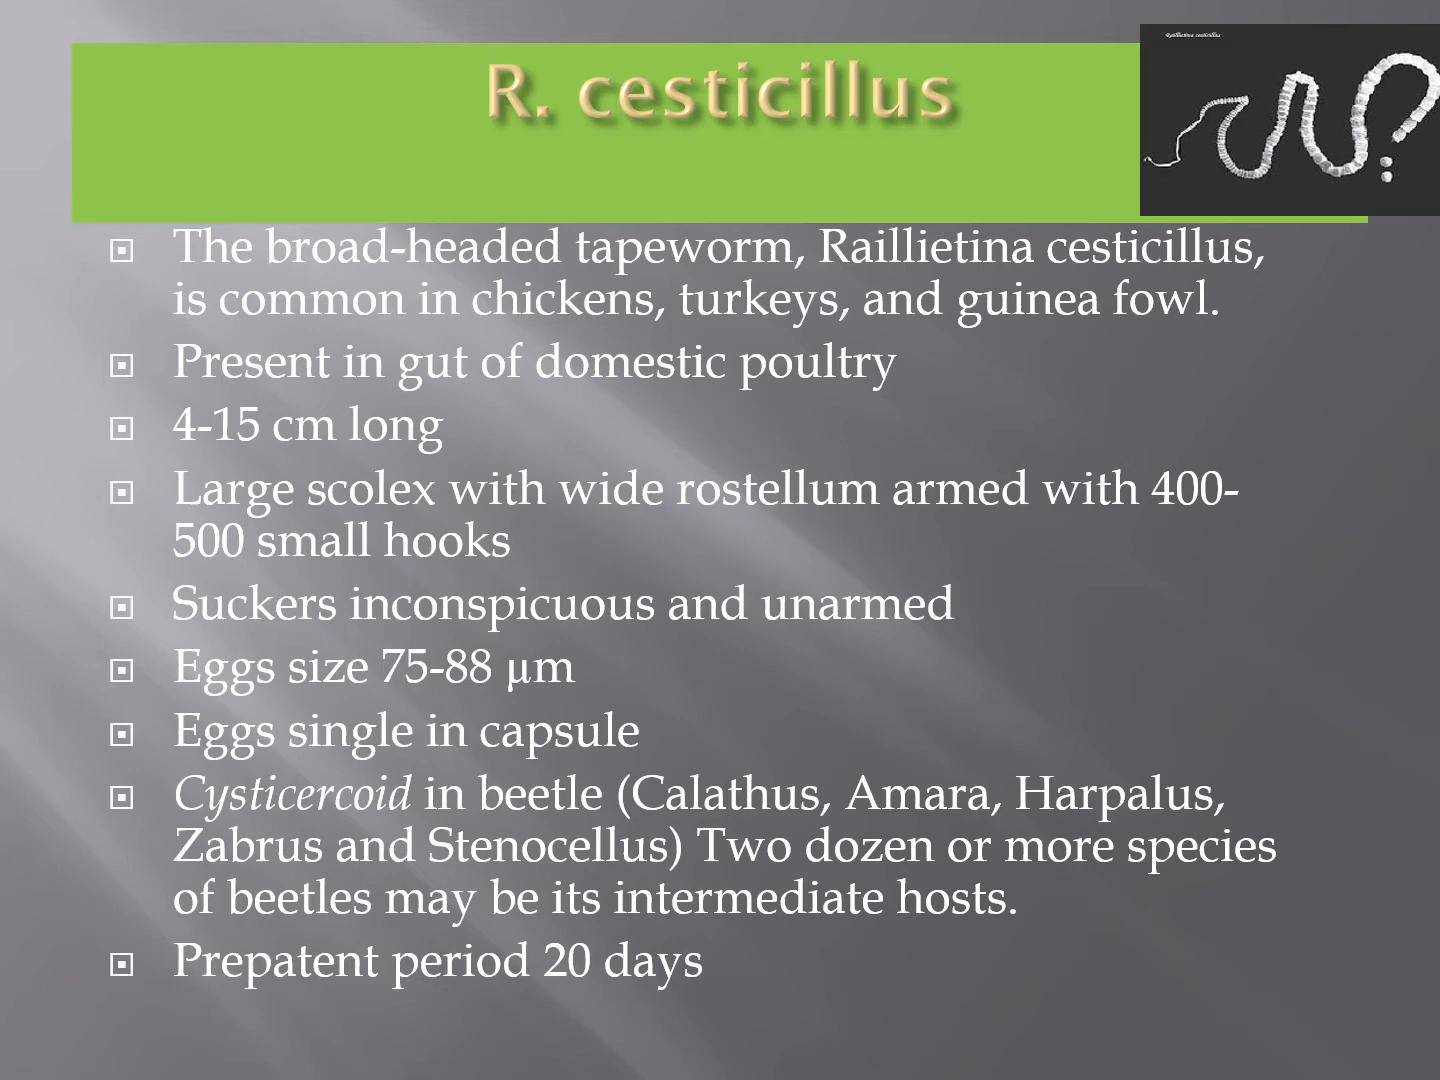 R. cesticillus
Raillietina cesticillus
The broad-headed tapeworm, Raillietina cesticillus,
is common in chickens, turkeys, and guinea fowl.
Present in gut of domestic poultry
4-15 cm long
Large scolex with wide rostellum armed with 400-
500 small hooks
Suckers inconspicuous and unarmed
Eggs size 75-88 µm
Eggs single in capsule
Cysticercoid in beetle (Calathus, Amara, Harpalus,
Zabrus and Stenocellus) Two dozen or more species
of beetles may be its intermediate hosts.
Prepatent period 20 days